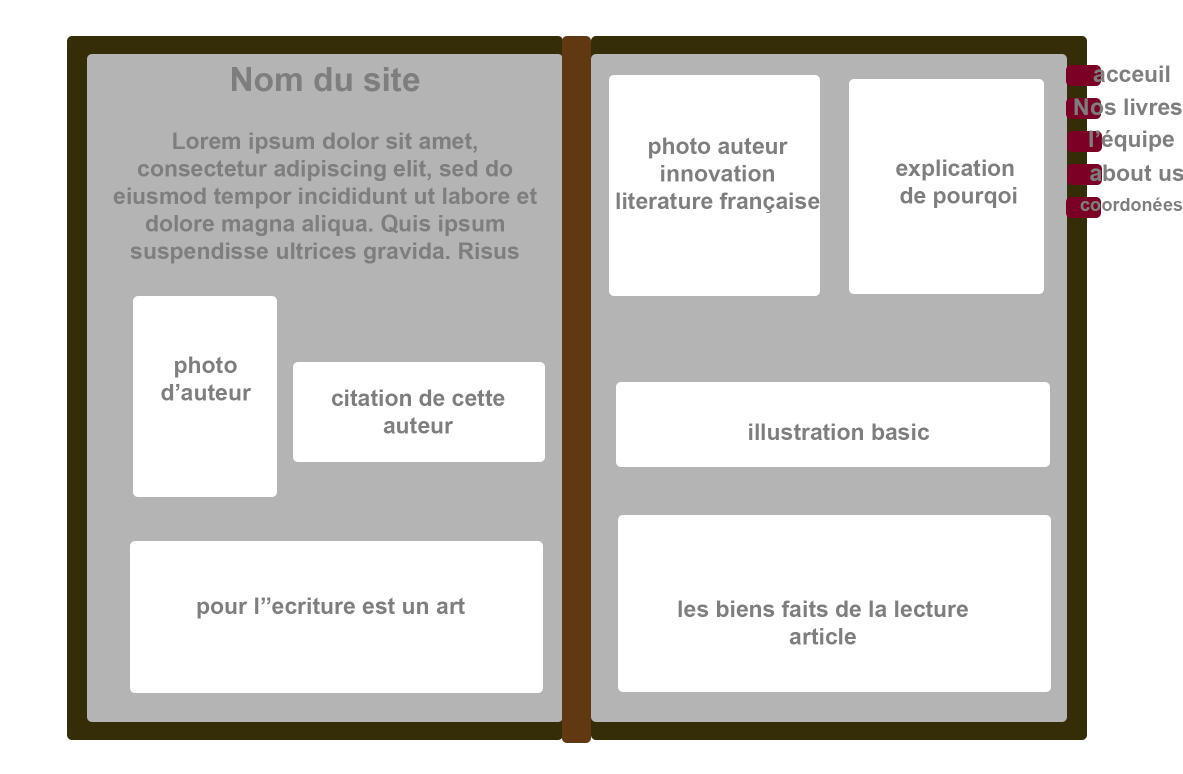 Nom du site
Lorem ipsum dolor sit amet,
consectetur adipiscing elit, sed do
eiusmod tempor incididunt ut labore et
dolore magna aliqua. Quis ipsum
suspendisse ultrices gravida. Risus
photo
d’auteur
citation de cette
auteur
pour l’’ecriture est un art
photo auteur
innovation
literature française
explication
de pourqoi
illustration basic
les biens faits de la lecture
article
acceuil
Nos livres
l’équipe
about us
coordonées